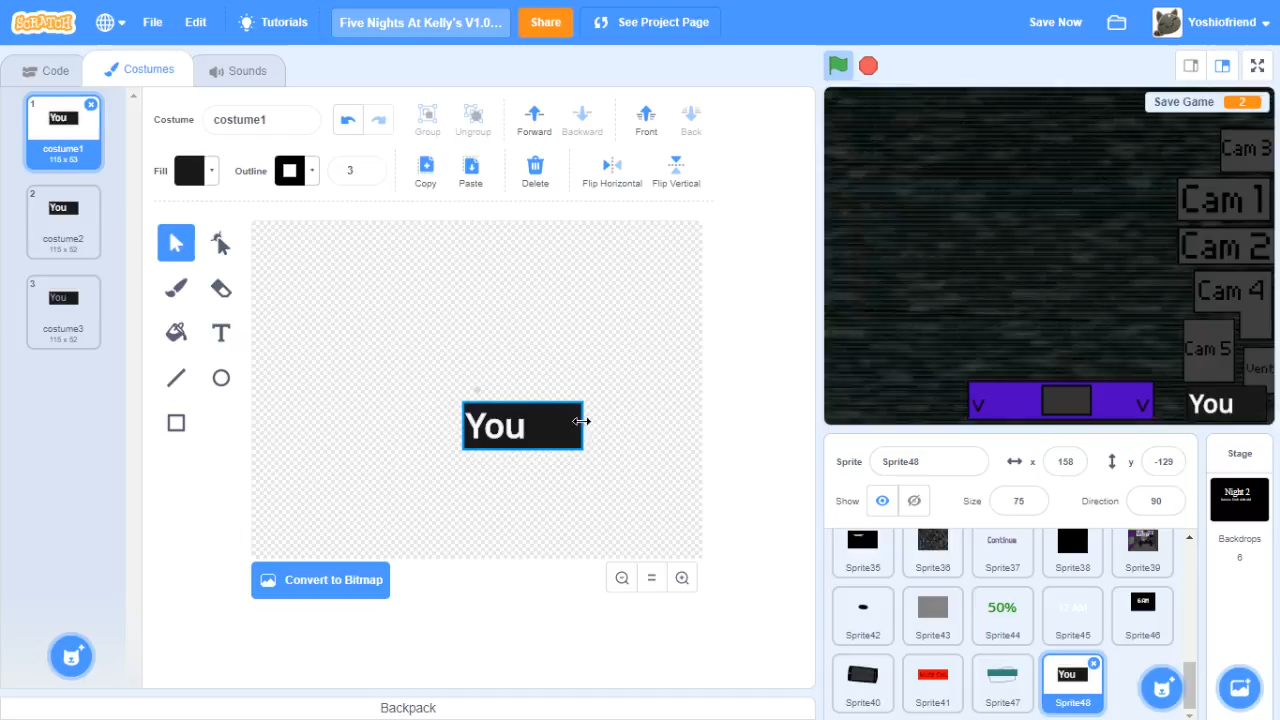 SCRATCH
File
Edit
Tutorials
Five Nights At Kelly's V1.0...
Share
See Project Page
Save Now
Yoshiofriend
Code
Costumes
Sounds
1
You
costume1
115 x 53
2
You
costume2
115 x 52
3
You
costume3
115 x 52
Costume
costume1
Group
Ungroup
Forward
Backward
Front
Back
Fill
Outline
3
Copy
Paste
Delete
Flip Horizontal
Flip Vertical
T
You
Convert to Bitmap
Backpack
Save Game 2
Cam 3
Cam 1
Cam 2
Cam 4
Cam 5
Vent
V
V
You
Sprite
Sprite48
x
158
y
-129
Show
Size
75
Direction
90
Sprite35
Sprite36
Continue
Sprite37
Sprite38
Sprite39
Sprite42
Sprite43
50%
Sprite44
12 AM
Sprite45
6 AM
Sprite46
Sprite40
Sprite41
Sprite47
You
Sprite48
Stage
Night 2
Backdrops
6